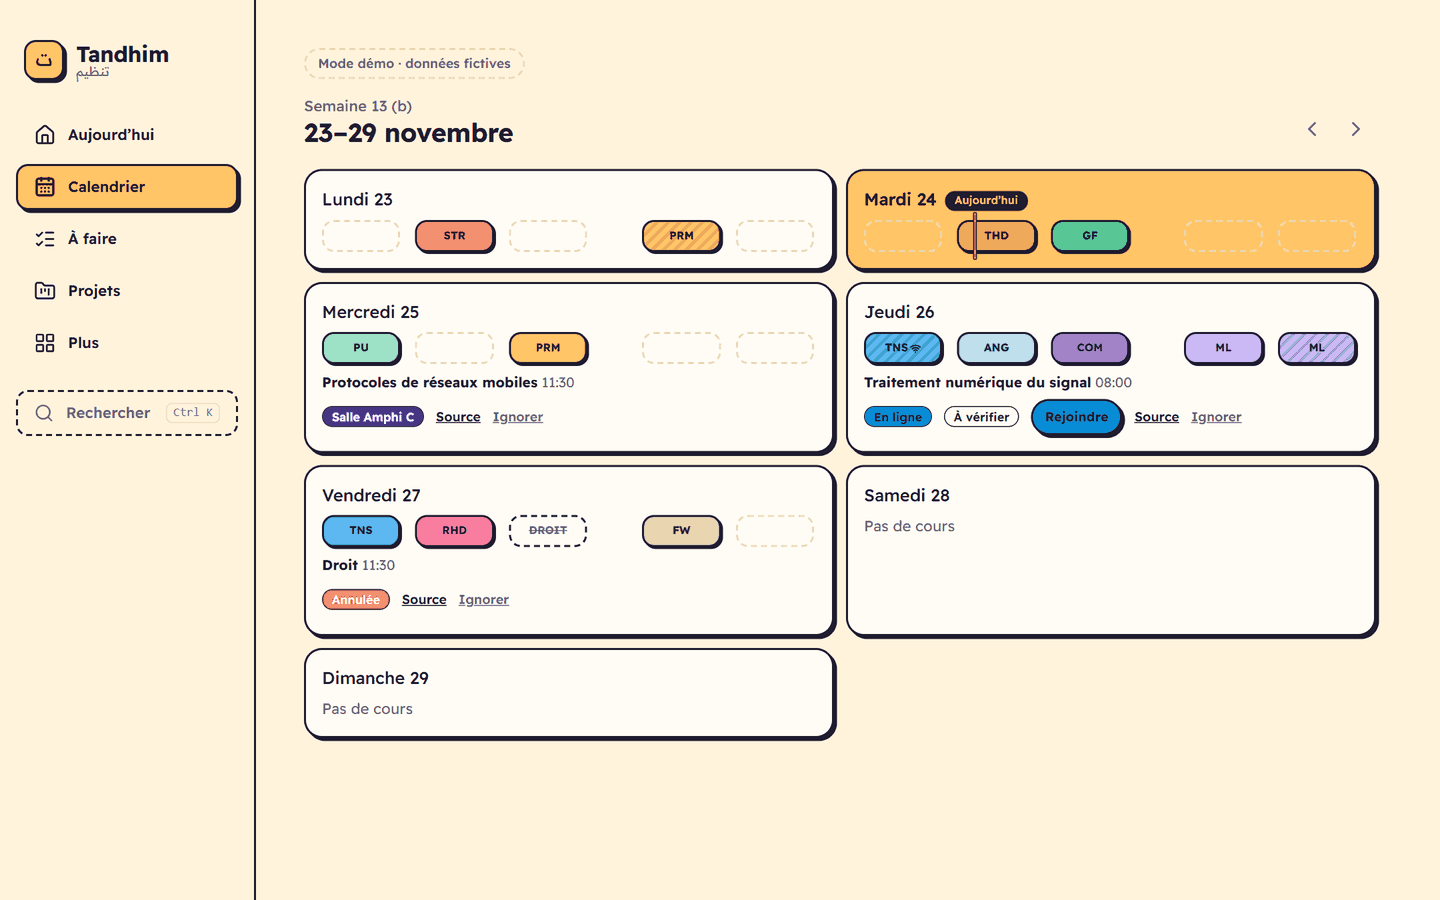 ت
Tandhim
تنظيم
Aujourd'hui
Calendrier
À faire
Projets
Plus
Rechercher Ctrl K
Mode démo · données fictives
Semaine 13 (b)
23–29 novembre
Lundi 23
STR PRM
Mardi 24 Aujourd'hui
THD GF
Mercredi 25
PU PRM
Protocoles de réseaux mobiles 11:30
Salle Amphi C Source Ignorer
Jeudi 26
TNS ANG COM ML ML
Traitement numérique du signal 08:00
En ligne À vérifier Rejoindre Source Ignorer
Vendredi 27
TNS RHD DROIT FW
Droit 11:30
Annulée Source Ignorer
Samedi 28
Pas de cours
Dimanche 29
Pas de cours